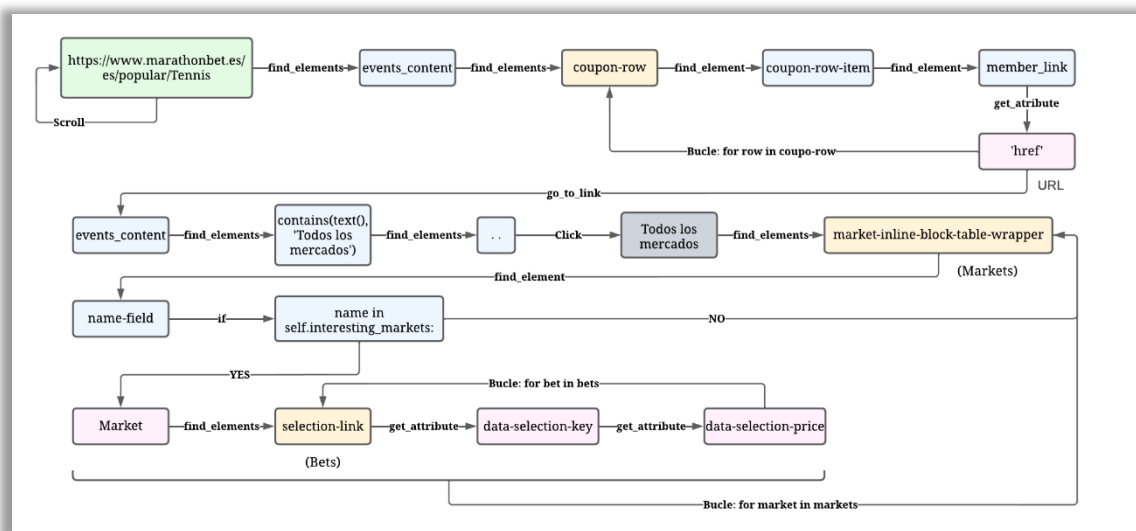 https://www.marathonbet.es/
es/popular/Tennis
find_elements
events_content
find_elements
coupon-row
find_element
coupon-row-item
find_element
member_link
Scroll
get_atribute
Bucle: for row in coupo-row
'href'
URL
go_to_link
events_content
find_elements
contains(text(),
'Todos los
mercados')
find_elements
. .
Click
Todos los
mercados
find_elements
market-inline-block-table-wrapper
(Markets)
find_element
name-field
if
name in
self.interesting_markets:
NO
YES
Bucle: for bet in bets
Market
find_elements
selection-link
get_attribute
data-selection-key
get_attribute
data-selection-price
(Bets)
Bucle: for market in markets